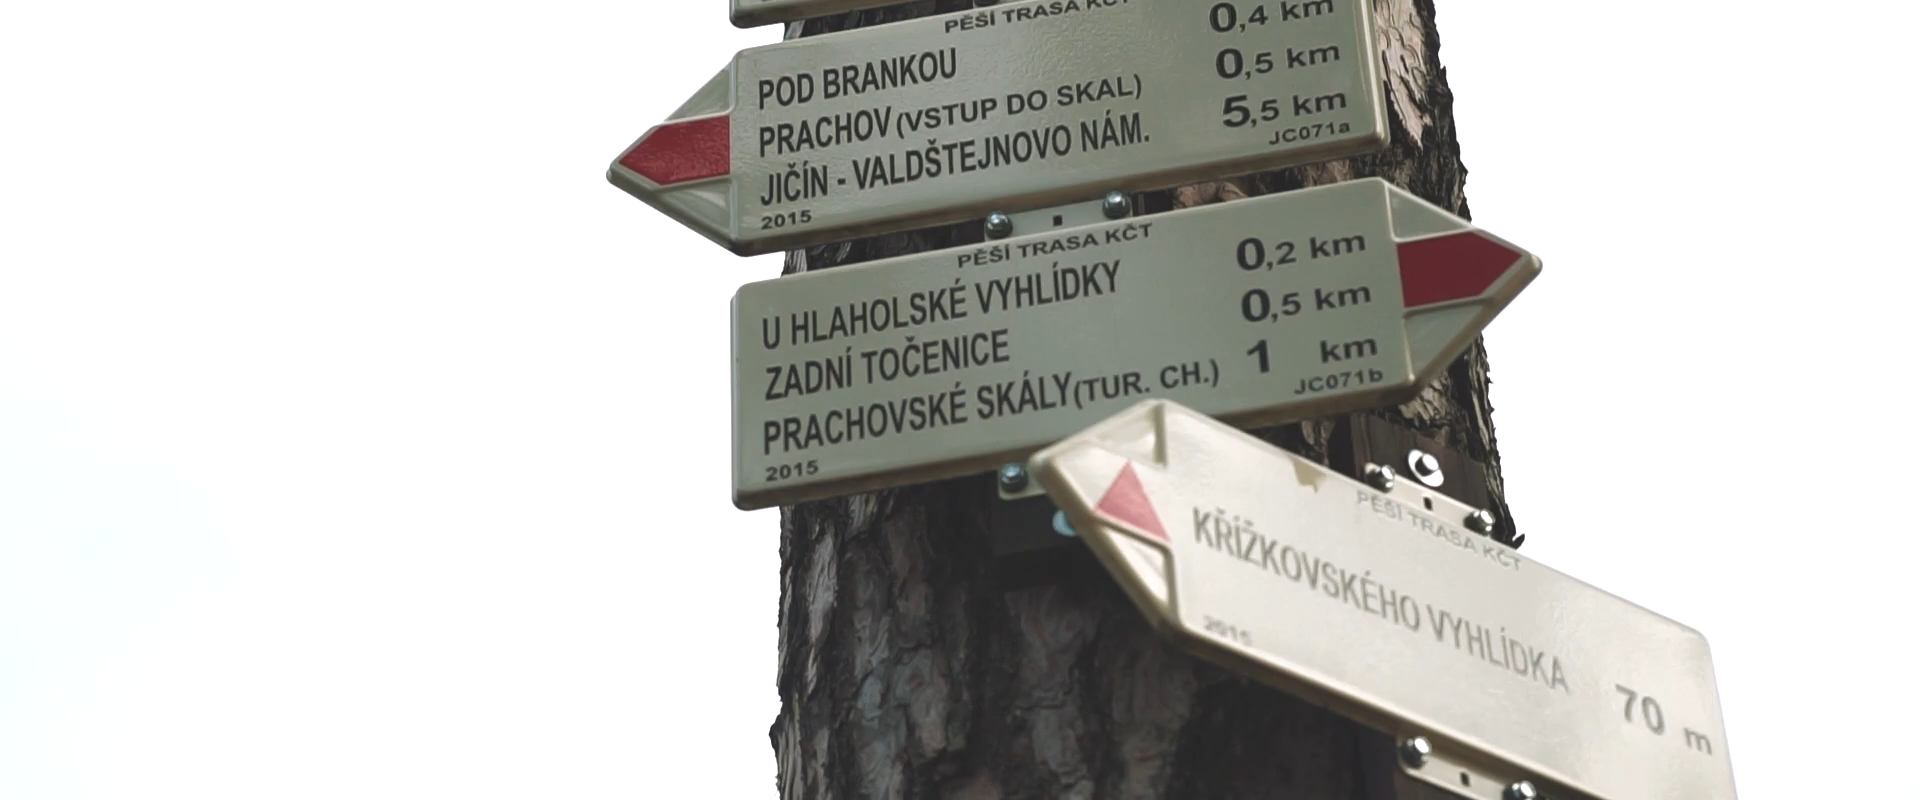 PĚŠÍ TRASA KČT
POD BRANKOU 0,4 km
PRACHOV (VSTUP DO SKAL) 0,5 km
JIČÍN - VALDŠTEJNOVO NÁM. 5,5 km
2015 JC071a
PĚŠÍ TRASA KČT
U HLAHOLSKÉ VYHLÍDKY 0,2 km
ZADNÍ TOČENICE 0,5 km
PRACHOVSKÉ SKÁLY (TUR. CH.) 1 km
2015 JC071b
PĚŠÍ TRASA KČT
KŘÍŽKOVSKÉHO VYHLÍDKA 70 m
2015